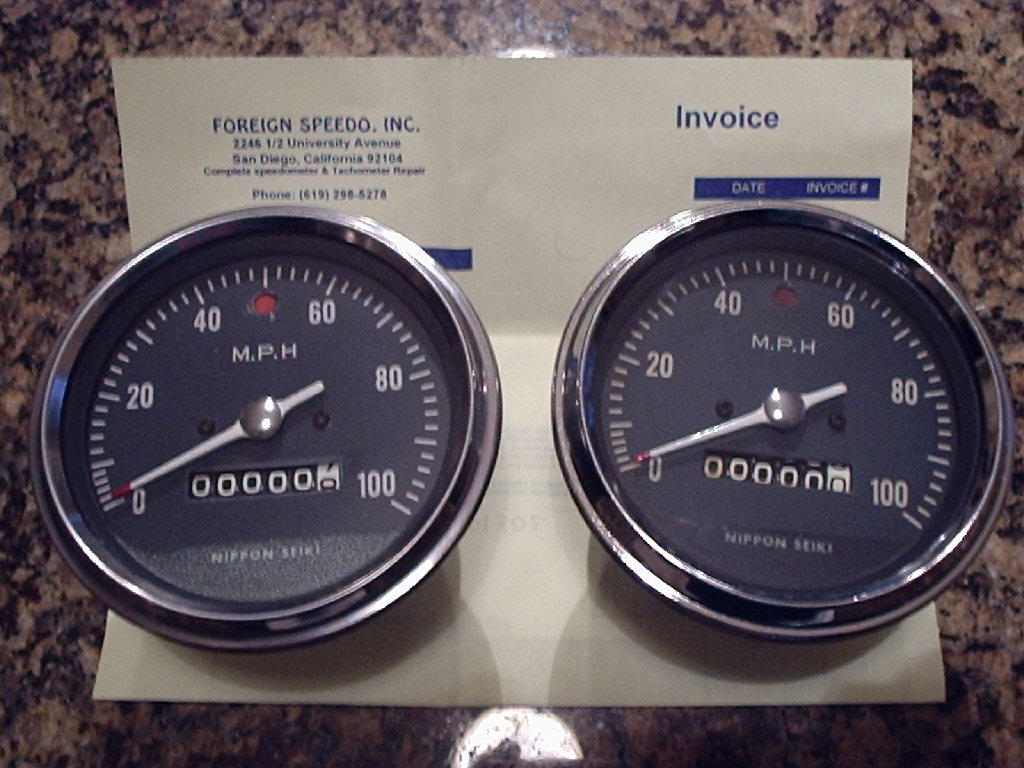 FOREIGN SPEEDO, INC.
2246 1/2 University Avenue
San Diego, California 92104
Complete speedometer & Tachometer Repair
Phone: (619) 298-5278
Invoice
DATE INVOICE #
0 20 40 60 80 100
M.P.H
00000
NIPPON SEIKI
0 20 40 60 80 100
M.P.H
00000
NIPPON SEIKI